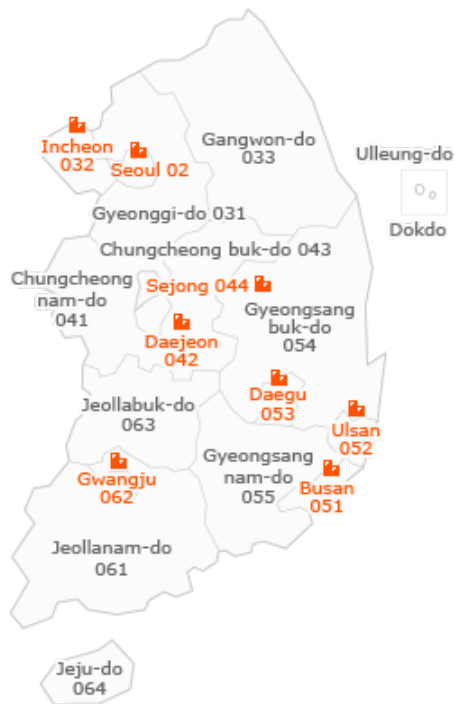 Incheon
032
Seoul 02
Gangwon-do
033
Ulleung-do
Dokdo
Gyeonggi-do 031
Chungcheong buk-do 043
Chungcheong
nam-do
041
Sejong 044
Gyeongsang
buk-do
054
Daejeon
042
Daegu
053
Jeollabuk-do
063
Ulsan
052
Gyeongsang
nam-do
055
Gwangju
062
Busan
051
Jeollanam-do
061
Jeju-do
064